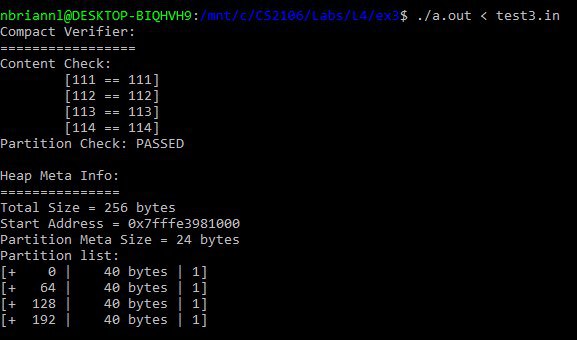 nbriannl@DESKTOP-BIQHVH9:/mnt/c/CS2106/Labs/L4/ex3$ ./a.out < test3.in
Compact Verifier:
=================
Content Check:
        [111 == 111]
        [112 == 112]
        [113 == 113]
        [114 == 114]
Partition Check: PASSED

Heap Meta Info:
===============
Total Size = 256 bytes
Start Address = 0x7fffe3981000
Partition Meta Size = 24 bytes
Partition list:
[+    0 |    40 bytes | 1]
[+   64 |    40 bytes | 1]
[+  128 |    40 bytes | 1]
[+  192 |    40 bytes | 1]